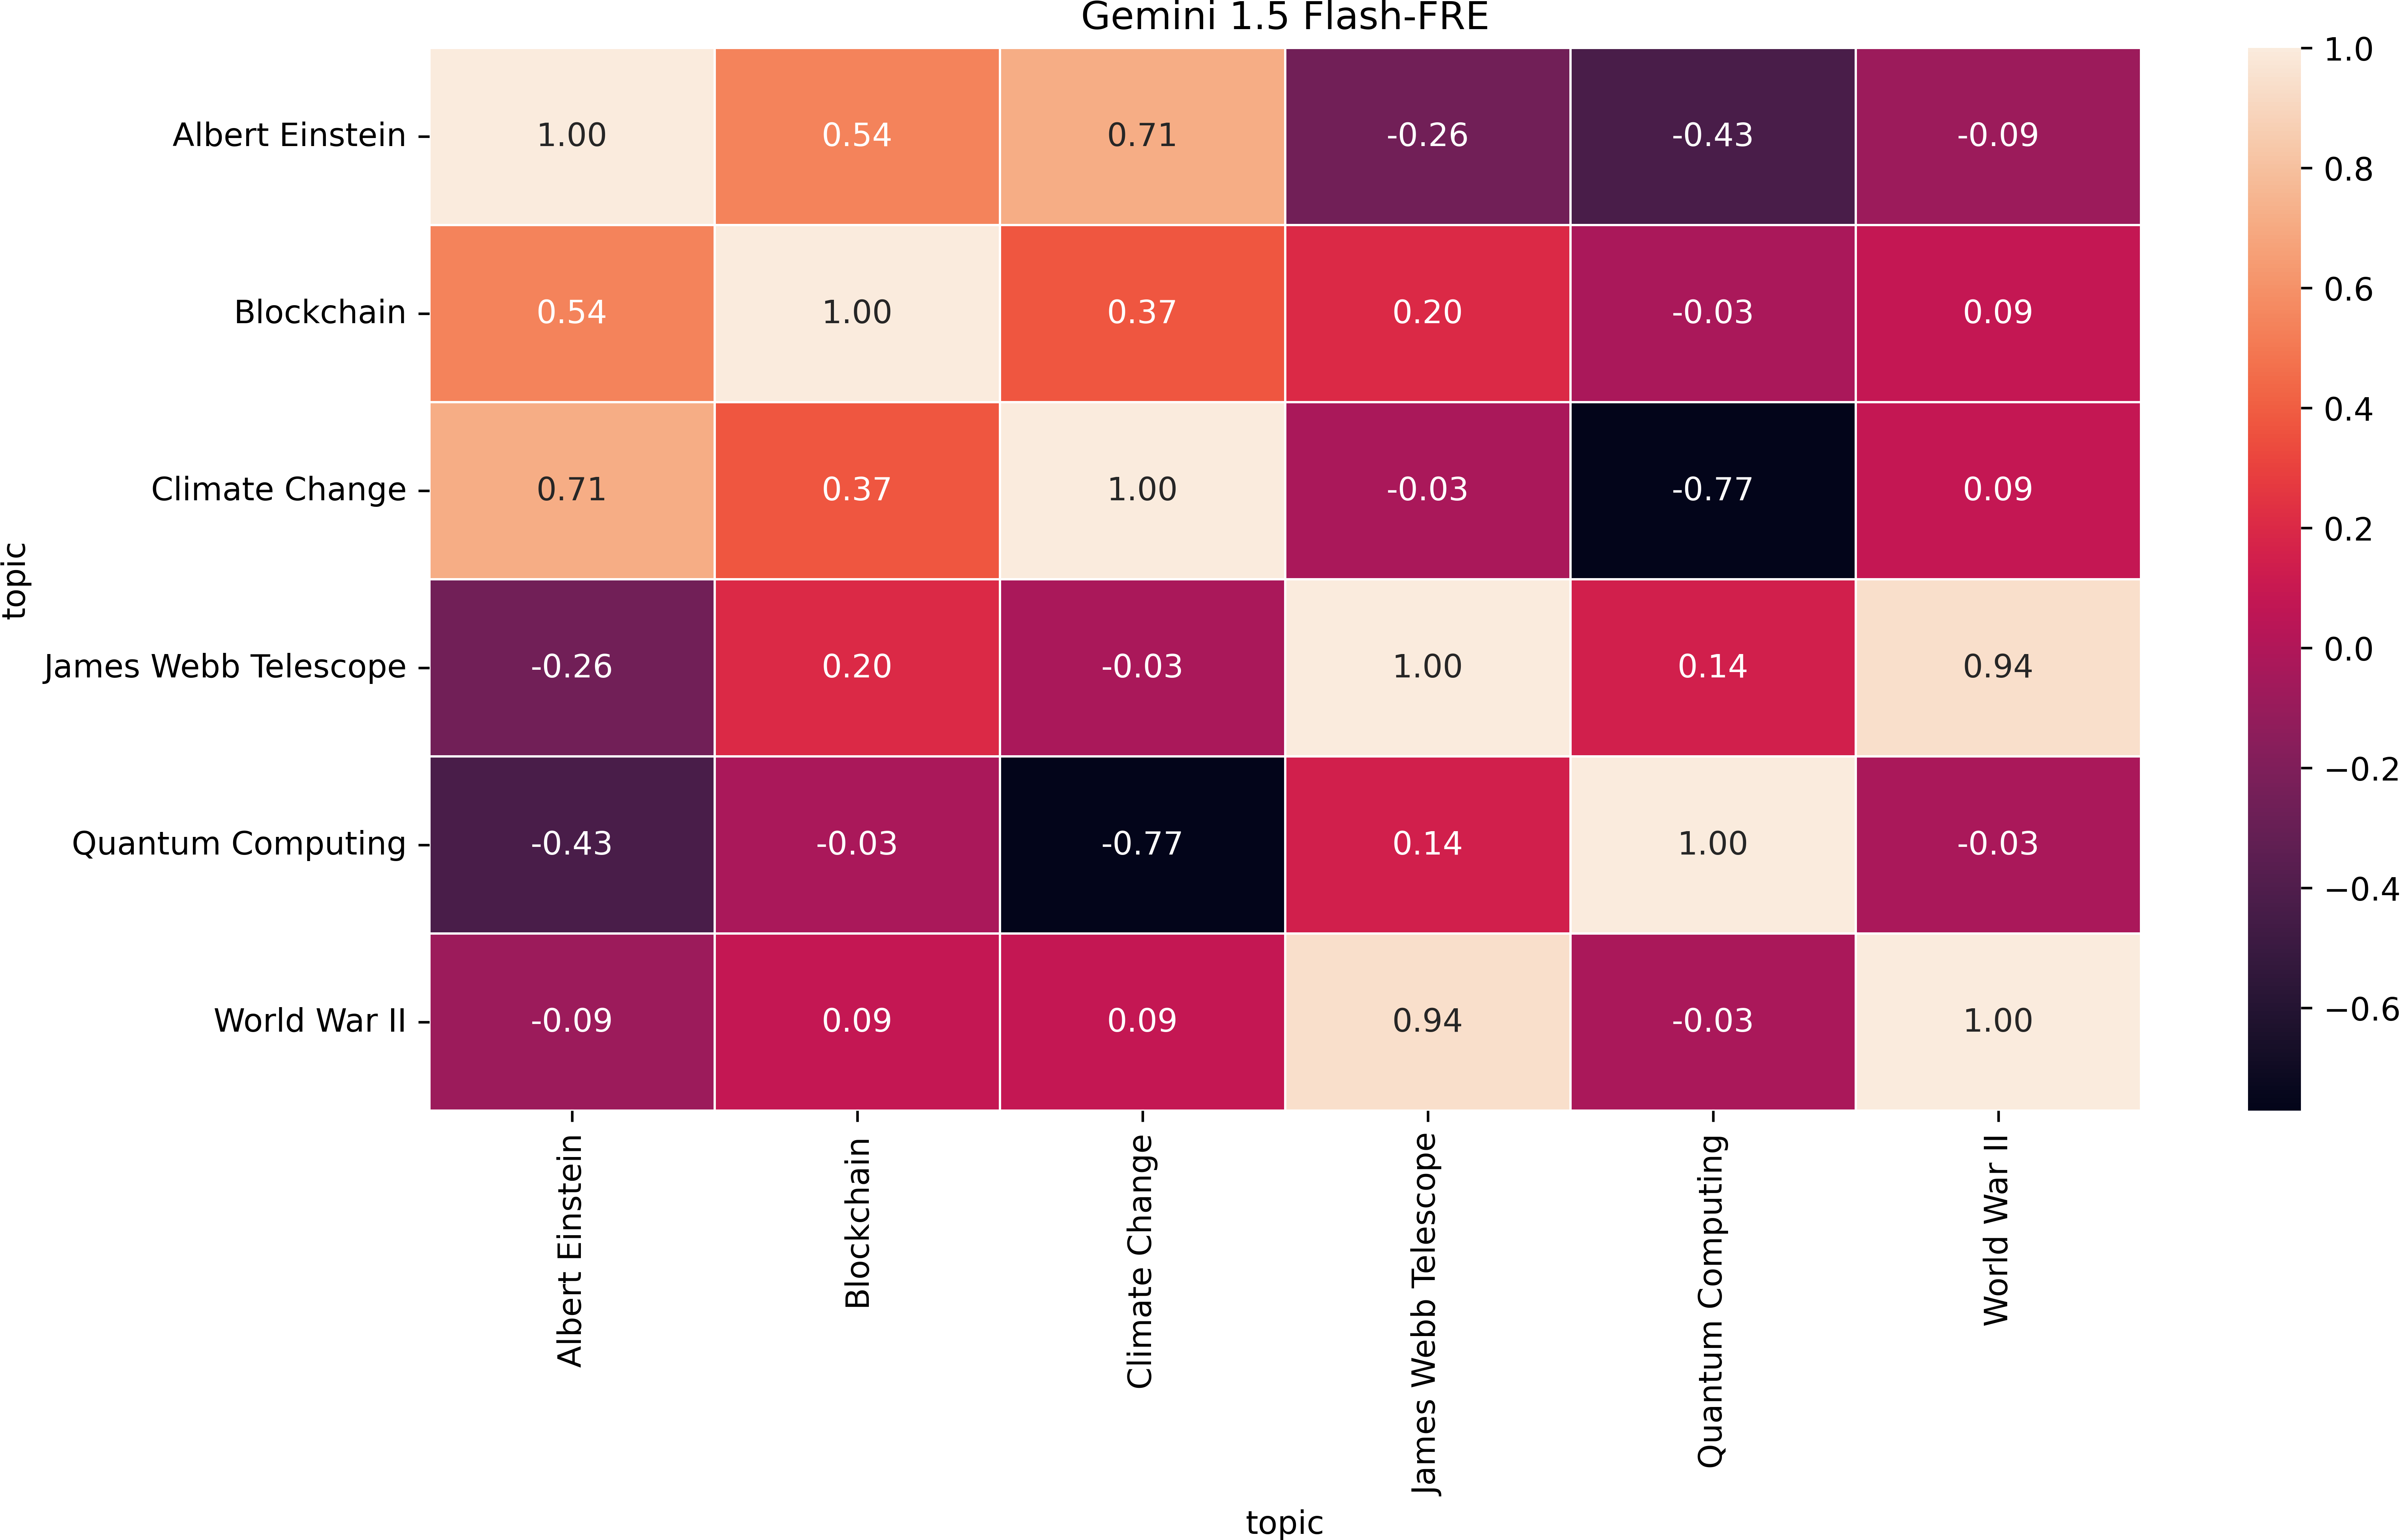 Gemini 1.5 Flash-FRE
Albert Einstein 1.00 0.54 0.71 -0.26 -0.43 -0.09
Blockchain 0.54 1.00 0.37 0.20 -0.03 0.09
Climate Change 0.71 0.37 1.00 -0.03 -0.77 0.09
James Webb Telescope -0.26 0.20 -0.03 1.00 0.14 0.94
Quantum Computing -0.43 -0.03 -0.77 0.14 1.00 -0.03
World War II -0.09 0.09 0.09 0.94 -0.03 1.00
topic
Albert Einstein
Blockchain
Climate Change
James Webb Telescope
Quantum Computing
World War II
topic
1.0
0.8
0.6
0.4
0.2
0.0
−0.2
−0.4
−0.6